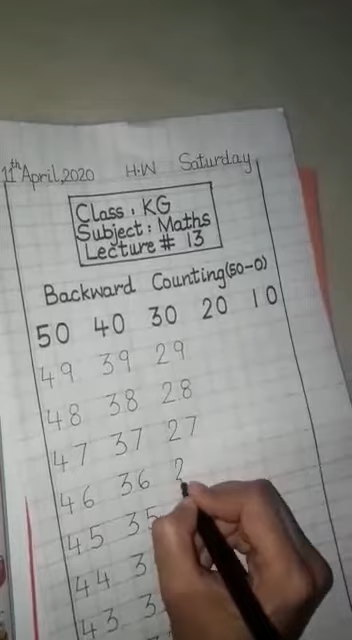 11th April, 2020 H.W Saturday
Class : KG
Subject : Maths
Lecture # 13
Backward Counting (50-0)
50 40 30 20 10
49 39 29
48 38 28
47 37 27
46 36 2
45 35
44 3
43 3